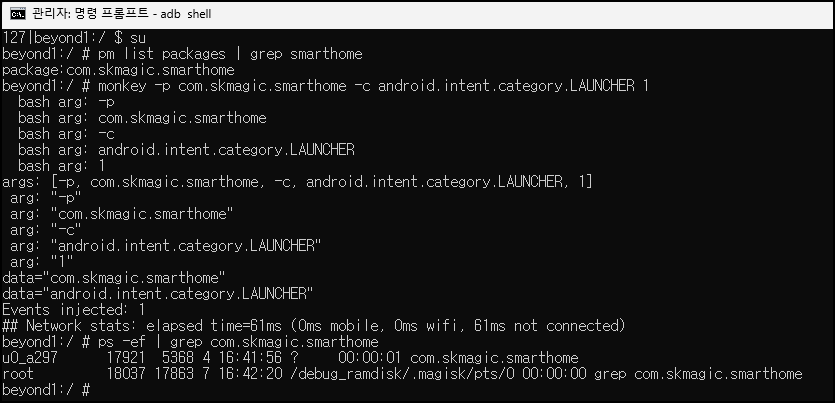 관리자: 명령 프롬프트 - adb  shell
127|beyond1:/ $ su
beyond1:/ # pm list packages | grep smarthome
package:com.skmagic.smarthome
beyond1:/ # monkey -p com.skmagic.smarthome -c android.intent.category.LAUNCHER 1
  bash arg: -p
  bash arg: com.skmagic.smarthome
  bash arg: -c
  bash arg: android.intent.category.LAUNCHER
  bash arg: 1
args: [-p, com.skmagic.smarthome, -c, android.intent.category.LAUNCHER, 1]
 arg: "-p"
 arg: "com.skmagic.smarthome"
 arg: "-c"
 arg: "android.intent.category.LAUNCHER"
 arg: "1"
data="com.skmagic.smarthome"
data="android.intent.category.LAUNCHER"
Events injected: 1
## Network stats: elapsed time=61ms (0ms mobile, 0ms wifi, 61ms not connected)
beyond1:/ # ps -ef | grep com.skmagic.smarthome
u0_a297      17921  5368 4 16:41:56 ?     00:00:01 com.skmagic.smarthome
root         18037 17863 7 16:42:20 /debug_ramdisk/.magisk/pts/0 00:00:00 grep com.skmagic.smarthome
beyond1:/ #